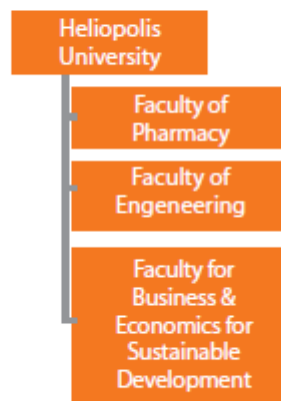 Heliopolis
University
Faculty of
Pharmacy
Faculty of
Engeneering
Faculty for
Business &
Economics for
Sustainable
Development